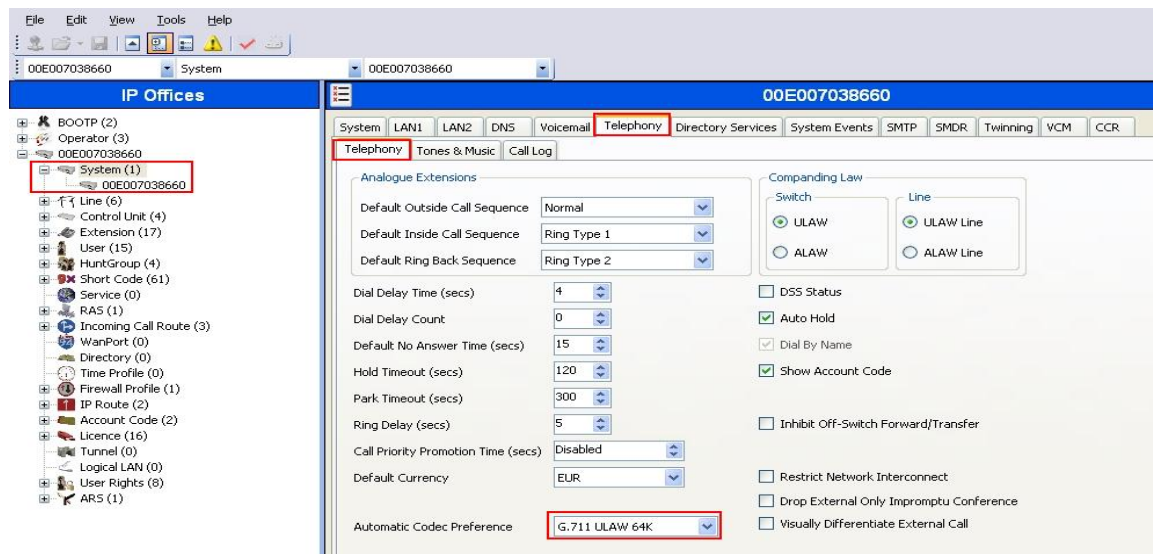 File Edit View Tools Help
00E007038660 System 00E007038660
IP Offices
BOOTP (2)
Operator (3)
00E007038660
System (1)
00E007038660
Line (6)
Control Unit (4)
Extension (17)
User (15)
HuntGroup (4)
Short Code (61)
Service (0)
RAS (1)
Incoming Call Route (3)
WanPort (0)
Directory (0)
Time Profile (0)
Firewall Profile (1)
IP Route (2)
Account Code (2)
Licence (16)
Tunnel (0)
Logical LAN (0)
User Rights (8)
ARS (1)
00E007038660
System LAN1 LAN2 DNS Voicemail Telephony Directory Services System Events SMTP SMDR Twinning VCM CCR
Telephony Tones & Music Call Log
Analogue Extensions
Default Outside Call Sequence Normal
Default Inside Call Sequence Ring Type 1
Default Ring Back Sequence Ring Type 2
Companding Law
Switch Line
ULAW ULAW Line
ALAW ALAW Line
Dial Delay Time (secs) 4 DSS Status
Dial Delay Count 0 Auto Hold
Default No Answer Time (secs) 15 Dial By Name
Hold Timeout (secs) 120 Show Account Code
Park Timeout (secs) 300
Ring Delay (secs) 5 Inhibit Off-Switch Forward/Transfer
Call Priority Promotion Time (secs) Disabled
Default Currency EUR Restrict Network Interconnect
Drop External Only Impromptu Conference
Automatic Codec Preference G.711 ULAW 64K Visually Differentiate External Call